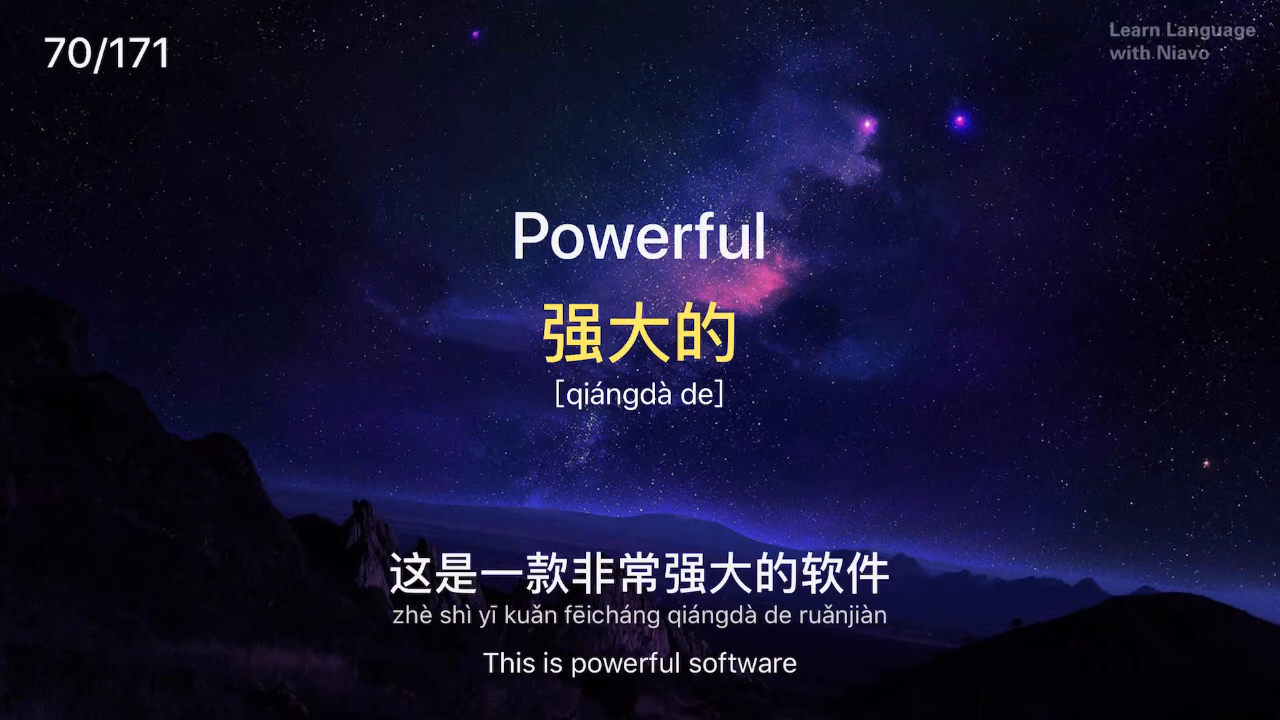 70/171
Learn Language
with Niavo
Powerful
强大的
[qiángdà de]
这是一款非常强大的软件
zhè shì yī kuǎn fēicháng qiángdà de ruǎnjiàn
This is powerful software